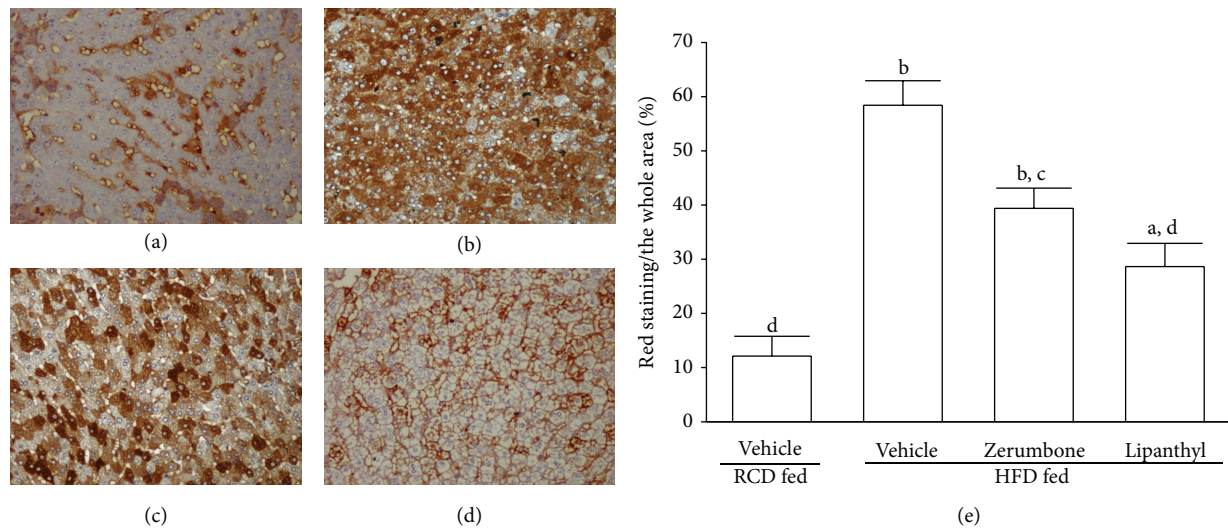 (a)
(b)
(c)
(d)
Red staining/the whole area (%)
70
60
50
40
30
20
10
0
d
b
b, c
a, d
Vehicle
Vehicle
Zerumbone
Lipanthyl
RCD fed
HFD fed
(e)